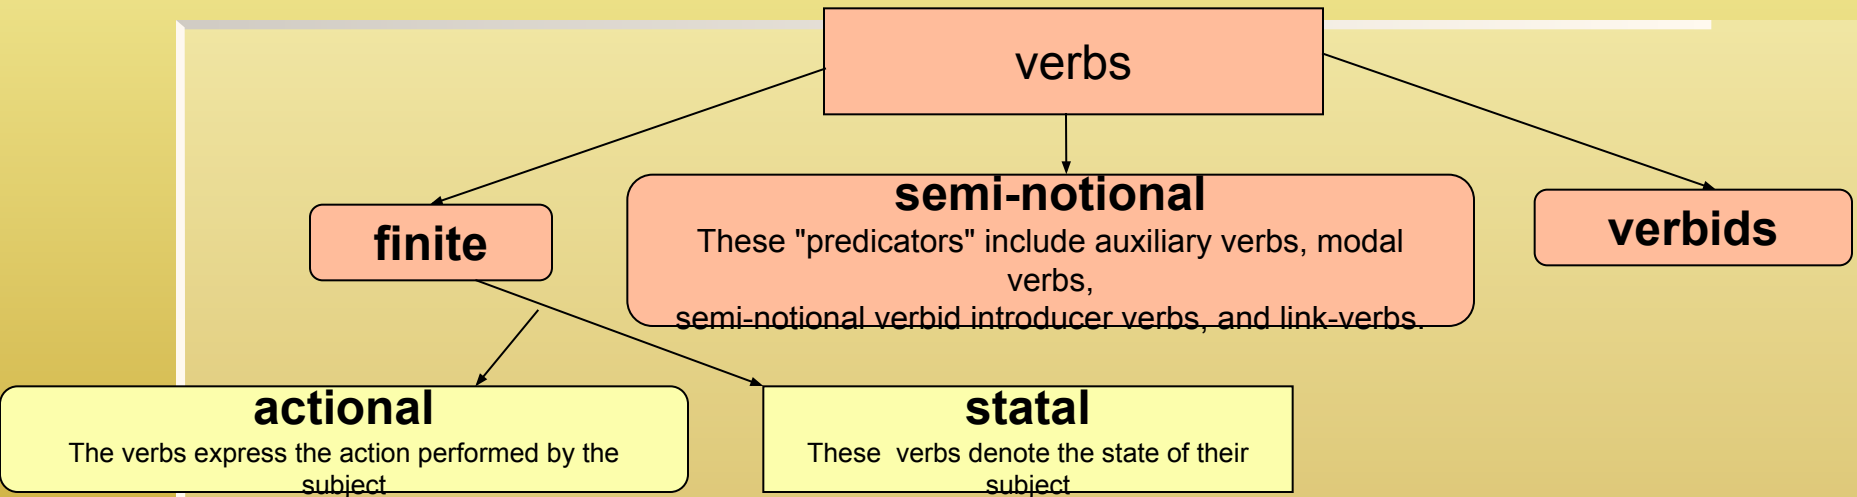 verbs
finite
semi-notional
These "predicators" include auxiliary verbs, modal
verbs,
semi-notional verbid introducer verbs, and link-verbs.
verbids
actional
The verbs express the action performed by the
subject
statal
These verbs denote the state of their
subject